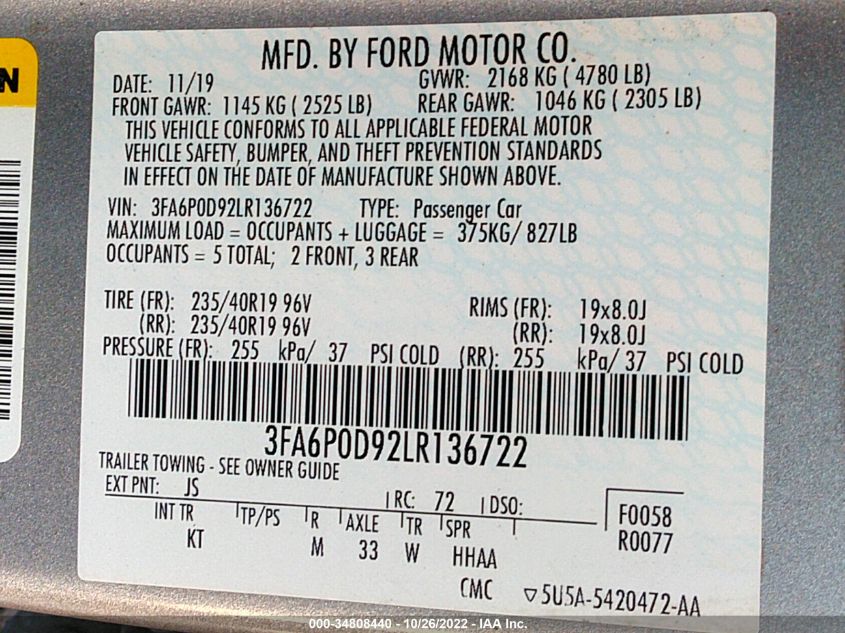 N
MFD. BY FORD MOTOR CO.
DATE: 11/19 GVWR: 2168 KG ( 4780 LB)
FRONT GAWR: 1145 KG ( 2525 LB) REAR GAWR: 1046 KG ( 2305 LB)
THIS VEHICLE CONFORMS TO ALL APPLICABLE FEDERAL MOTOR
VEHICLE SAFETY, BUMPER, AND THEFT PREVENTION STANDARDS
IN EFFECT ON THE DATE OF MANUFACTURE SHOWN ABOVE.
VIN: 3FA6P0D92LR136722 TYPE: Passenger Car
MAXIMUM LOAD = OCCUPANTS + LUGGAGE = 375KG/ 827LB
OCCUPANTS = 5 TOTAL; 2 FRONT, 3 REAR
TIRE (FR): 235/40R19 96V RIMS (FR): 19x8.0J
(RR): 235/40R19 96V (RR): 19x8.0J
PRESSURE (FR): 255 kPa/ 37 PSI COLD (RR): 255 kPa/ 37 PSI COLD
3FA6P0D92LR136722
TRAILER TOWING - SEE OWNER GUIDE
EXT PNT: JS RC: 72 DSO: F0058
INT TR TP/PS R AXLE TR SPR R0077
KT M 33 W HHAA
CMC ▽5U5A-5420472-AA
000-34808440 - 10/26/2022 - IAA Inc.